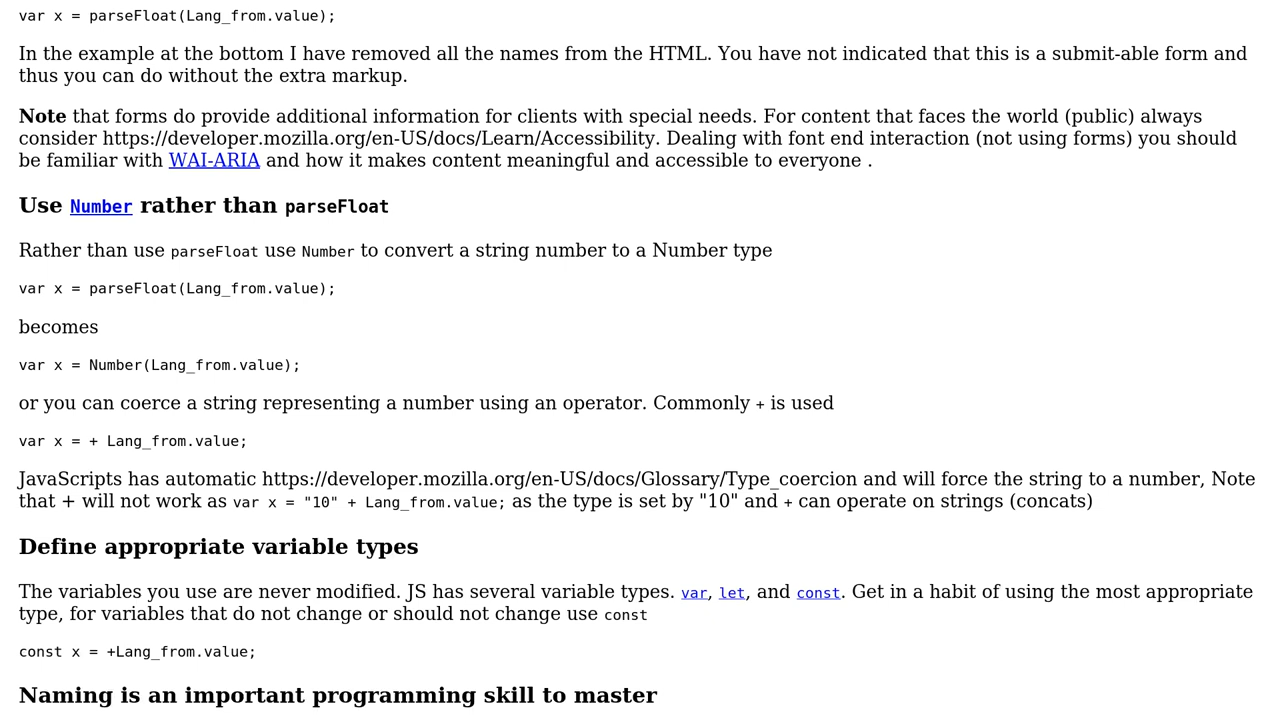 var x = parseFloat(Lang_from.value);
In the example at the bottom I have removed all the names from the HTML. You have not indicated that this is a submit-able form and
thus you can do without the extra markup.
Note that forms do provide additional information for clients with special needs. For content that faces the world (public) always
consider https://developer.mozilla.org/en-US/docs/Learn/Accessibility. Dealing with font end interaction (not using forms) you should
be familiar with WAI-ARIA and how it makes content meaningful and accessible to everyone .
Use Number rather than parseFloat
Rather than use parseFloat use Number to convert a string number to a Number type
var x = parseFloat(Lang_from.value);
becomes
var x = Number(Lang_from.value);
or you can coerce a string representing a number using an operator. Commonly + is used
var x = + Lang_from.value;
JavaScripts has automatic https://developer.mozilla.org/en-US/docs/Glossary/Type_coercion and will force the string to a number, Note
that + will not work as var x = "10" + Lang_from.value; as the type is set by "10" and + can operate on strings (concats)
Define appropriate variable types
The variables you use are never modified. JS has several variable types. var, let, and const. Get in a habit of using the most appropriate
type, for variables that do not change or should not change use const
const x = +Lang_from.value;
Naming is an important programming skill to master